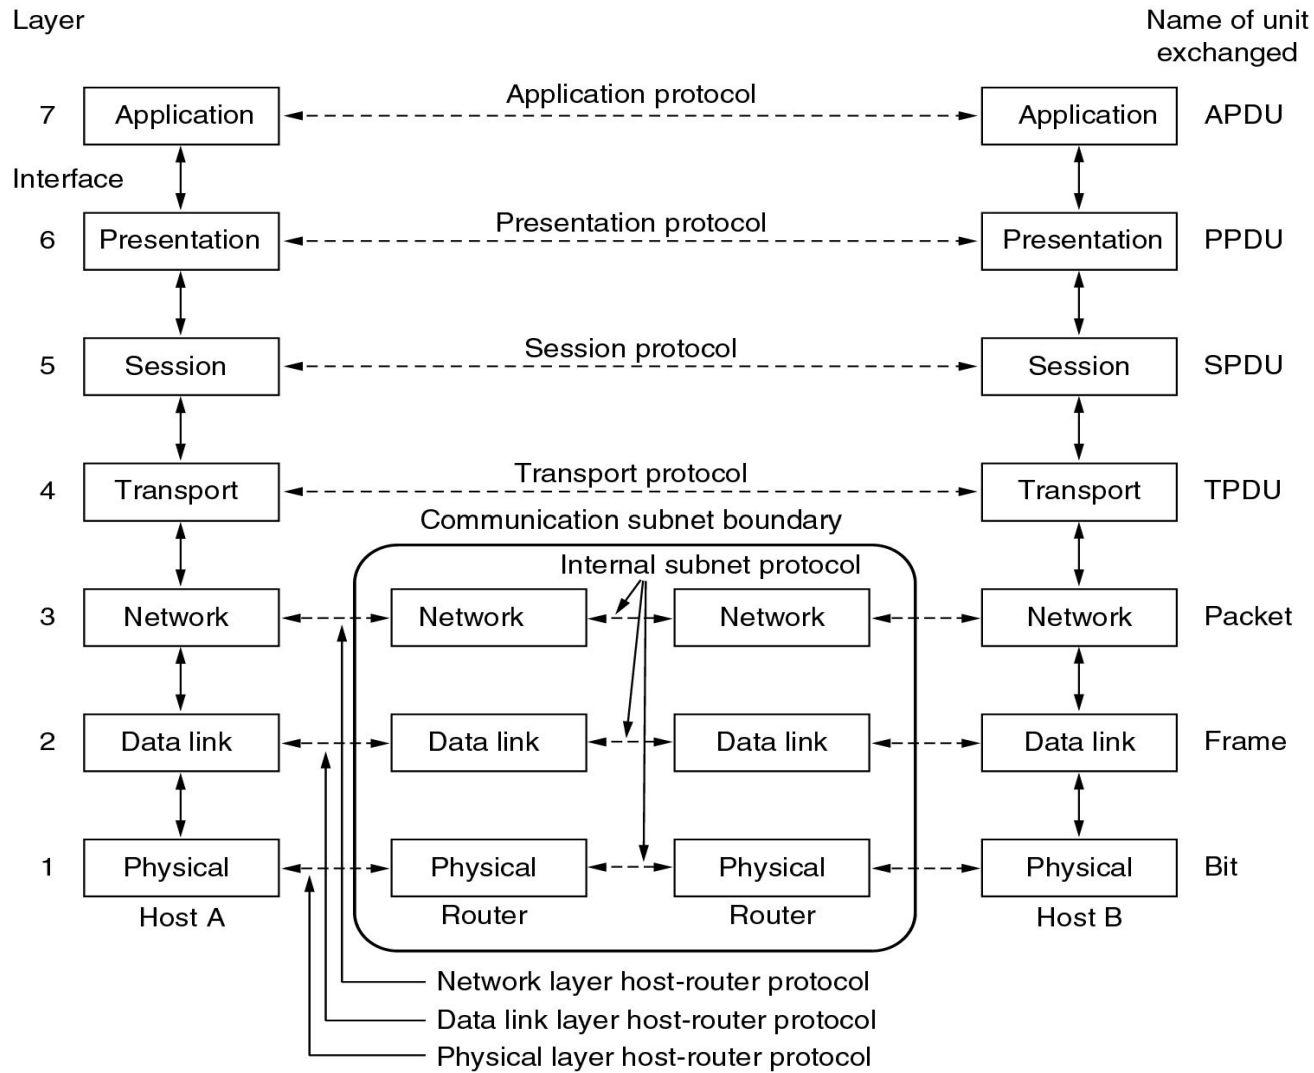 Layer
Name of unit
exchanged
7
Application
Application protocol
Application
APDU
Interface
6
Presentation
Presentation protocol
Presentation
PPDU
5
Session
Session protocol
Session
SPDU
4
Transport
Transport protocol
Transport
TPDU
Communication subnet boundary
Internal subnet protocol
3
Network
Network
Network
Network
Packet
2
Data link
Data link
Data link
Data link
Frame
1
Physical
Physical
Physical
Physical
Bit
Host A
Router
Router
Host B
Network layer host-router protocol
Data link layer host-router protocol
Physical layer host-router protocol